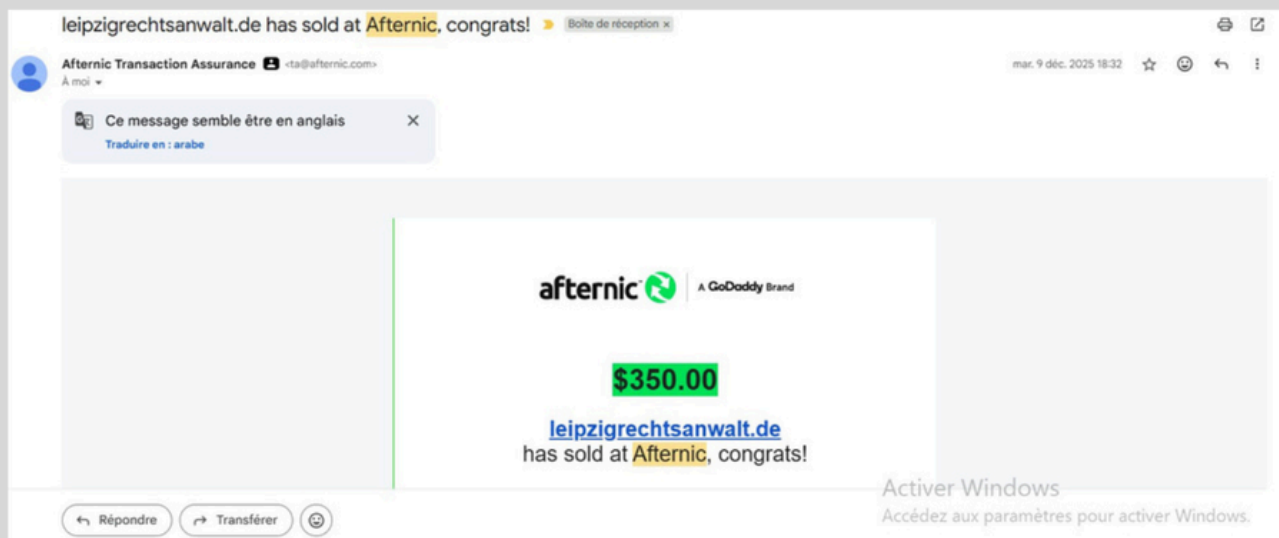 leipzigrechtsanwalt.de has sold at Afternic, congrats! Boîte de réception x
Afternic Transaction Assurance <ta@afternic.com> mar. 9 déc. 2025 18:32
À moi
Ce message semble être en anglais
Traduire en : arabe
afternic A GoDaddy Brand
$350.00
leipzigrechtsanwalt.de
has sold at Afternic, congrats!
Activer Windows
Accédez aux paramètres pour activer Windows.
Répondre Transférer